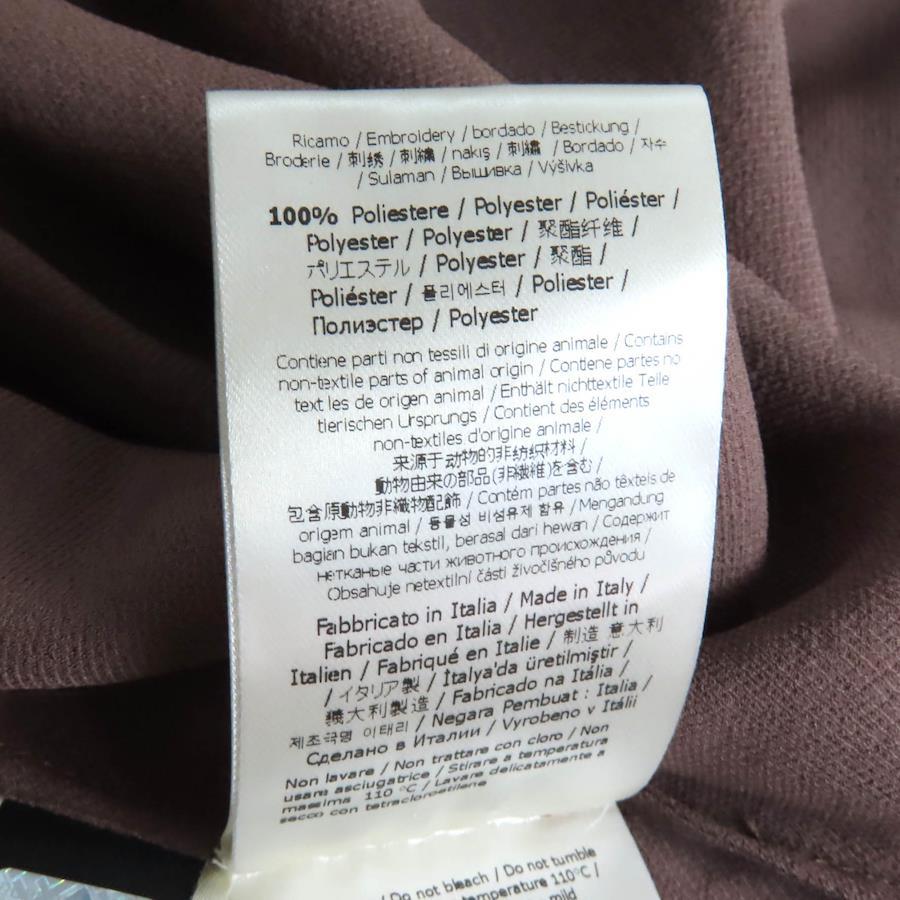 Ricamo / Embroidery / bordado / Bestickung /
Broderie / 刺绣 / 刺繍 / nakış / 刺繡 / Bordado / 자수
/ Sulaman / Вышивка / Výšivka
100% Poliestere / Polyester / Poliéster /
Polyester / Polyester / 聚酯纤维 /
ポリエステル / Polyester / 聚酯 /
Poliéster / 폴리에스터 / Poliester /
Полиэстер / Polyester
Contiene parti non tessili di origine animale / Contains
non-textile parts of animal origin / Contiene partes no
textiles de origen animal / Enthält nichttextile Teile
tierischen Ursprungs / Contient des éléments
non-textiles d'origine animale /
来源于动物的非纺织材料 /
動物由来の部品(非繊維)を含む /
包含原動物非織物配飾 / Contém partes não têxteis de
origem animal / 동물성 비섬유제 함유 / Mengandung
bagian bukan tekstil, berasal dari hewan / Содержит
нетканые части животного происхождения /
Obsahuje netextilní části živočišného původu
Fabbricato in Italia / Made in Italy /
Fabricado en Italia / Hergestellt in
Italien / Fabriqué en Italie / 制造 意大利
/ イタリア製 / İtalya'da üretilmiştir /
義大利製造 / Fabricado na Itália /
제조국명 이태리 / Negara Pembuat : Italia /
Сделано в Италии / Vyrobeno v Itálii
Non lavare / Non trattare con cloro / Non
usare asciugatrice / Stirare a temperatura
massima 110 °C / Lavare delicatamente a
secco con tetracloroetilene
/ Do not bleach / Do not tumble
temperature 110°C /
mild